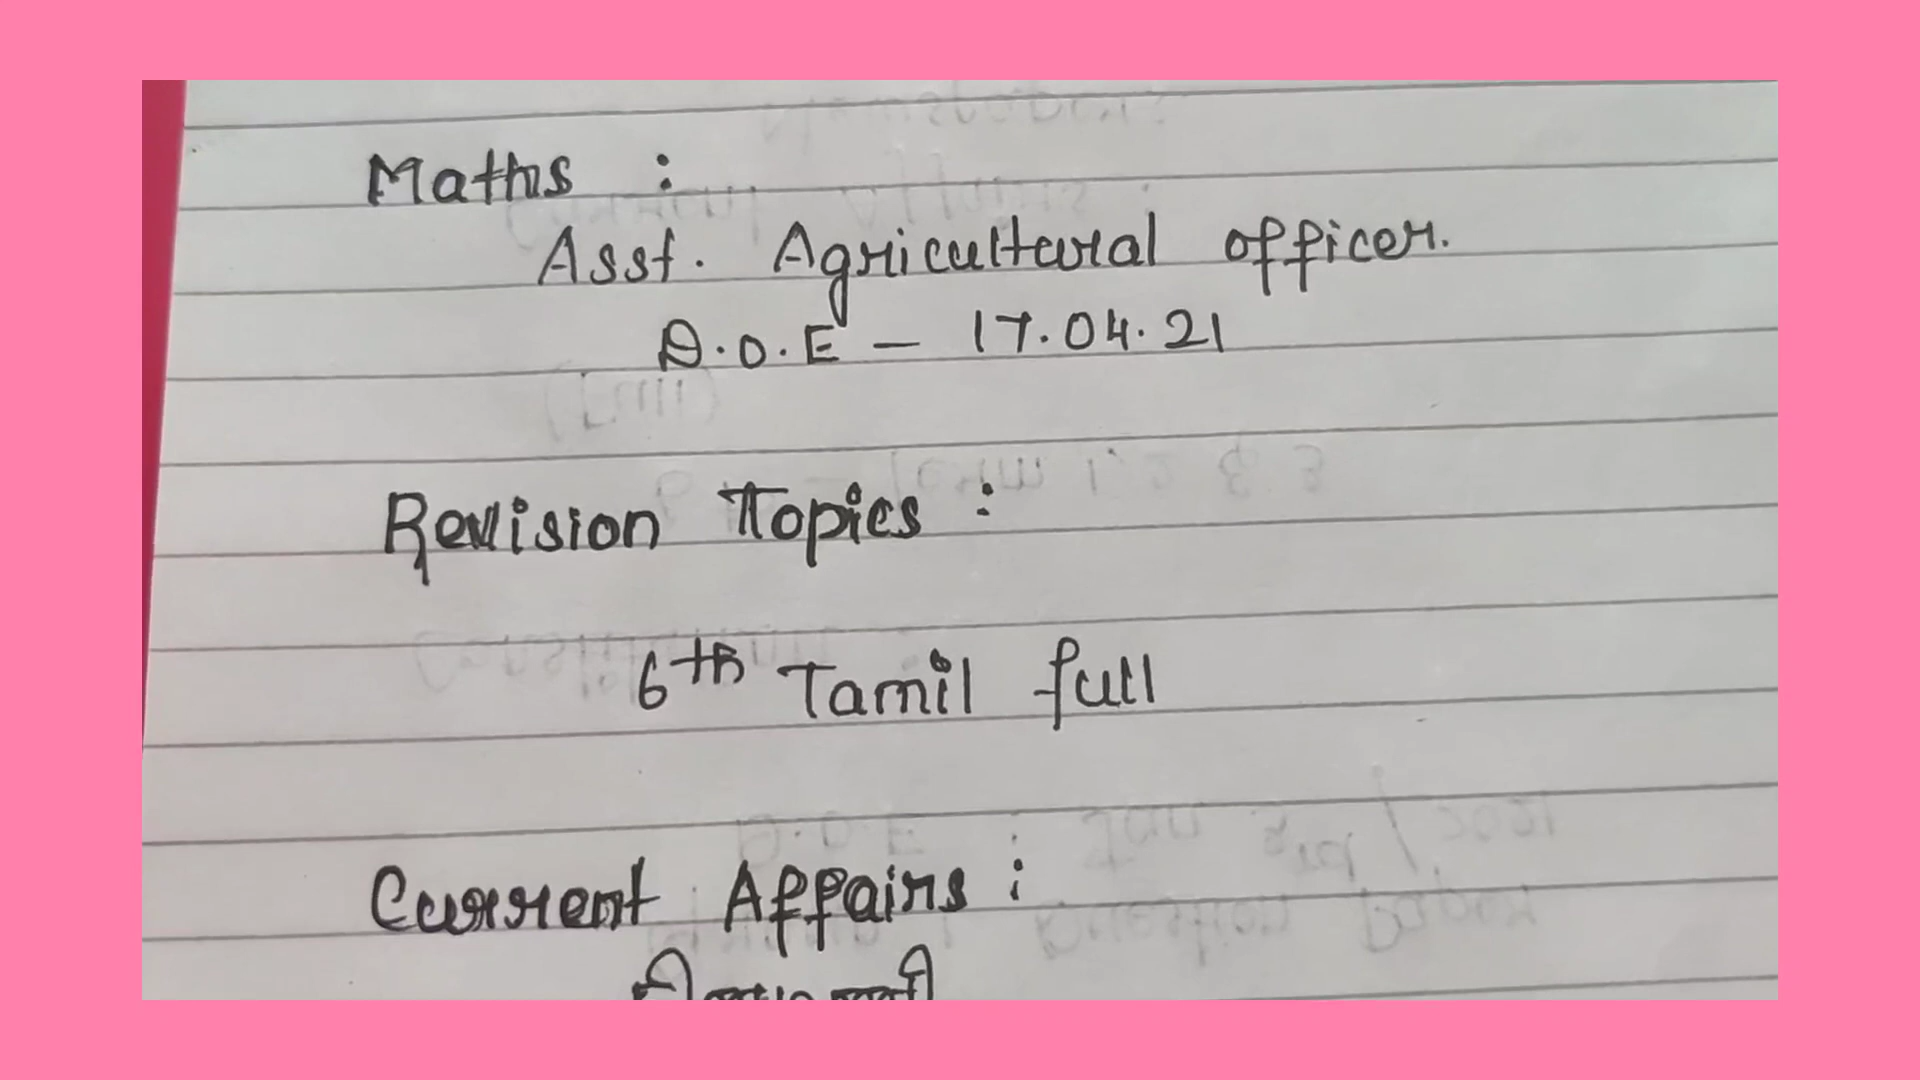 Maths :
Asst. Agricultural officer.
D.O.E - 17.04.21
Revision Topics :
6th Tamil full
Current Affairs :